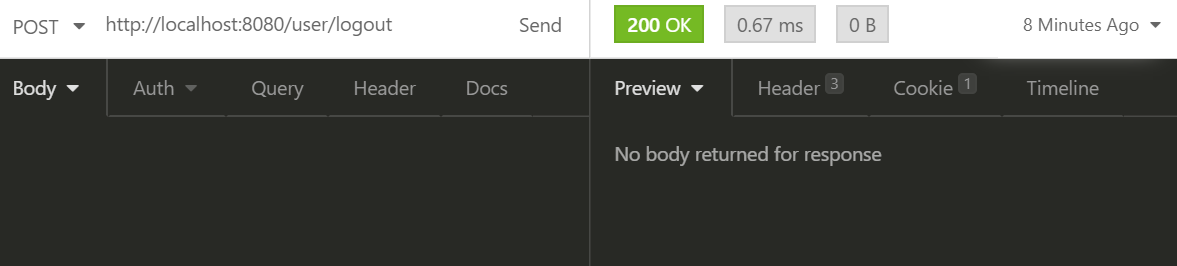 POST http://localhost:8080/user/logout Send 200 OK 0.67 ms 0 B 8 Minutes Ago
Body Auth Query Header Docs Preview Header 3 Cookie 1 Timeline
No body returned for response